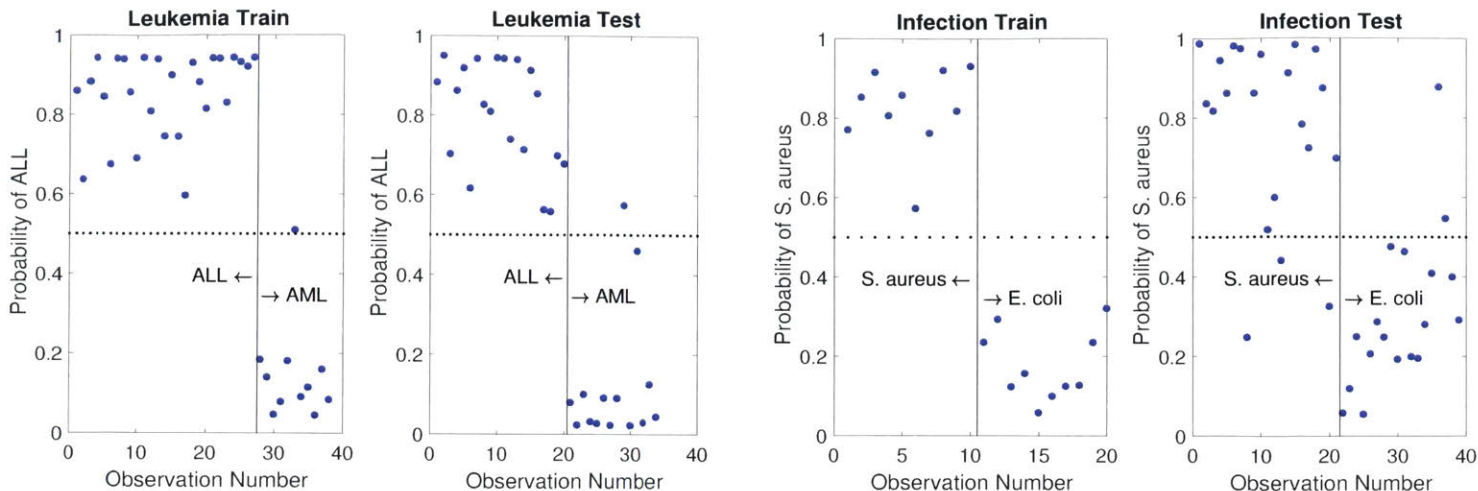 Leukemia Train
Probability of ALL
1
0.8
0.6
0.4
0.2
0
ALL ←
→ AML
0 10 20 30 40
Observation Number
Leukemia Test
Probability of ALL
1
0.8
0.6
0.4
0.2
0
ALL ←
→ AML
0 10 20 30 40
Observation Number
Infection Train
Probability of S. aureus
1
0.8
0.6
0.4
0.2
0
S. aureus ←
→ E. coli
0 5 10 15 20
Observation Number
Infection Test
Probability of S. aureus
1
0.8
0.6
0.4
0.2
0
S. aureus ←
→ E. coli
0 10 20 30 40
Observation Number